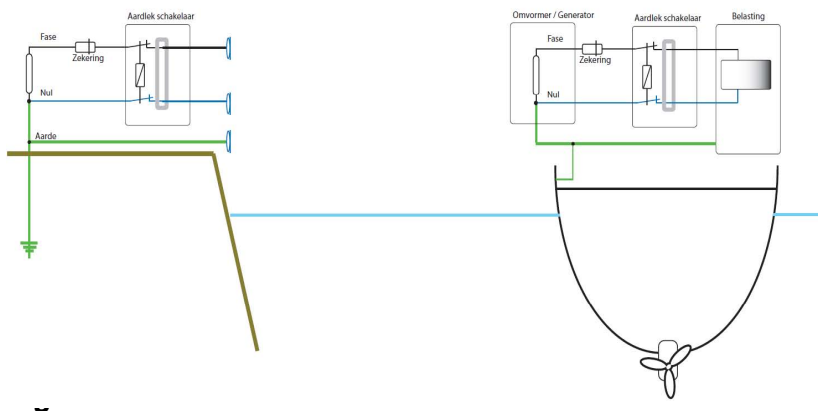 Aardlek schakelaar
Fase
Zekering
Nul
Aarde
Omvormer / Generator
Aardlek schakelaar
Belasting
Fase
Zekering
Nul